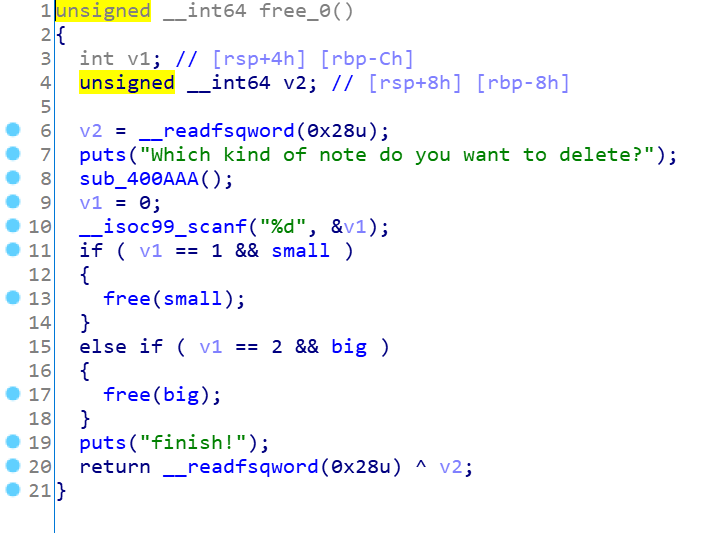 1 unsigned __int64 free_0()
2 {
3   int v1; // [rsp+4h] [rbp-Ch]
4   unsigned __int64 v2; // [rsp+8h] [rbp-8h]
5
6   v2 = __readfsqword(0x28u);
7   puts("Which kind of note do you want to delete?");
8   sub_400AAA();
9   v1 = 0;
10   __isoc99_scanf("%d", &v1);
11   if ( v1 == 1 && small )
12   {
13     free(small);
14   }
15   else if ( v1 == 2 && big )
16   {
17     free(big);
18   }
19   puts("finish!");
20   return __readfsqword(0x28u) ^ v2;
21 }